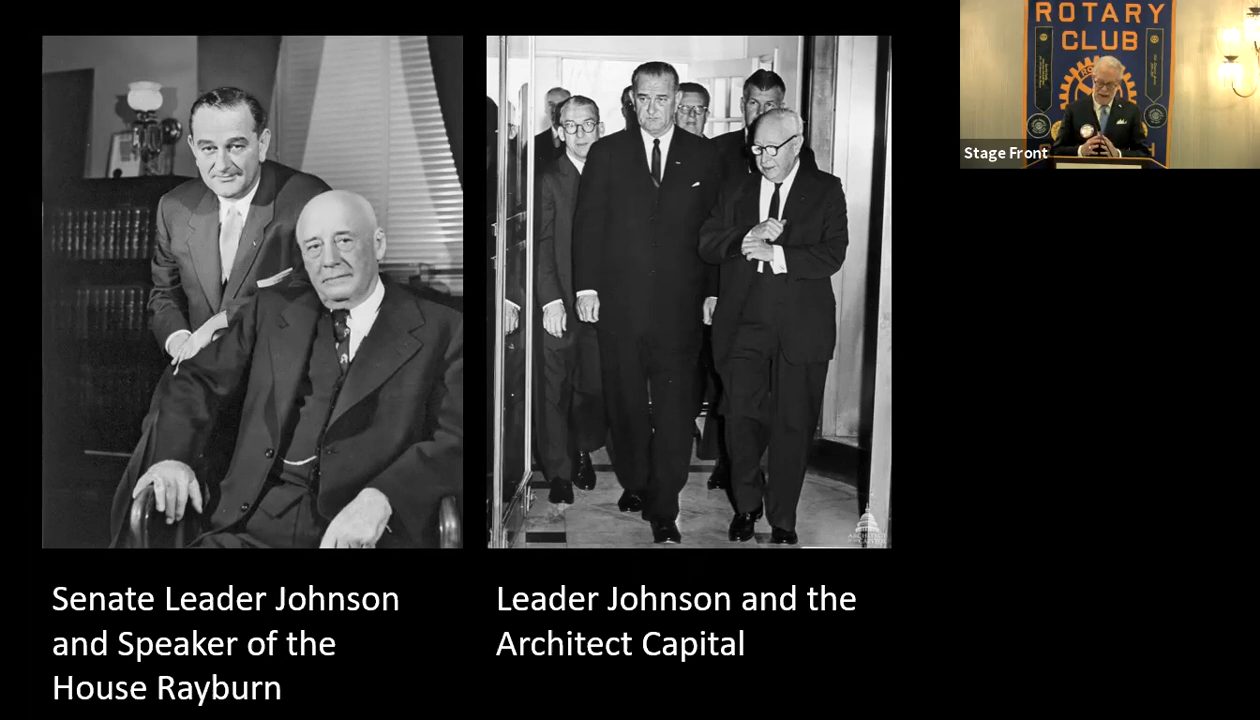 ROTARY
CLUB
Stage Front
Senate Leader Johnson
and Speaker of the
House Rayburn
Leader Johnson and the
Architect Capital